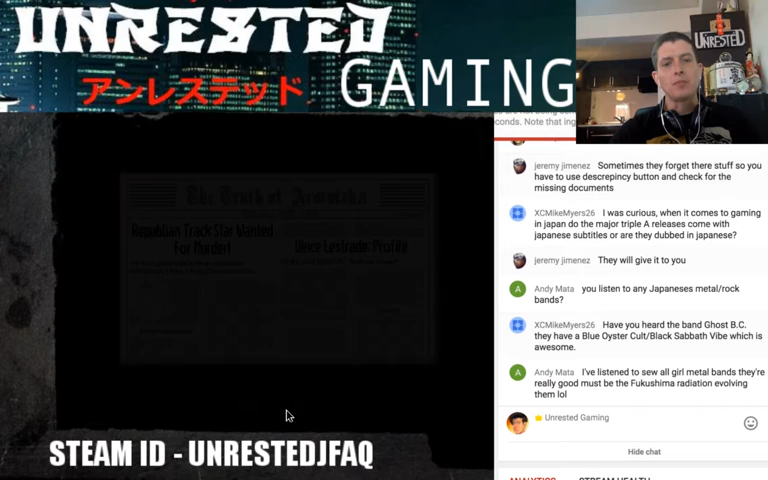 UNRESTED
アンレステッド
GAMING
UNRESTED
The Truth of Arstotzka
Republian Track Star Wanted
For Murder!
Vince Lestrade: Profile
conds. Note that ing
jeremy jimenez Sometimes they forget there stuff so you
have to use descrepincy button and check for the
missing documents
XCMikeMyers26 I was curious, when it comes to gaming
in japan do the major triple A releases come with
japanese subtitles or are they dubbed in japanese?
jeremy jimenez They will give it to you
A Andy Mata you listen to any Japaneses metal/rock
bands?
XCMikeMyers26 Have you heard the band Ghost B.C.
they have a Blue Oyster Cult/Black Sabbath Vibe which is
awesome.
A Andy Mata I've listened to sew all girl metal bands they're
really good must be the Fukushima radiation evolving
them lol
Unrested Gaming
Hide chat
STEAM ID - UNRESTEDJFAQ
ANALYTICS STREAM HEALTH